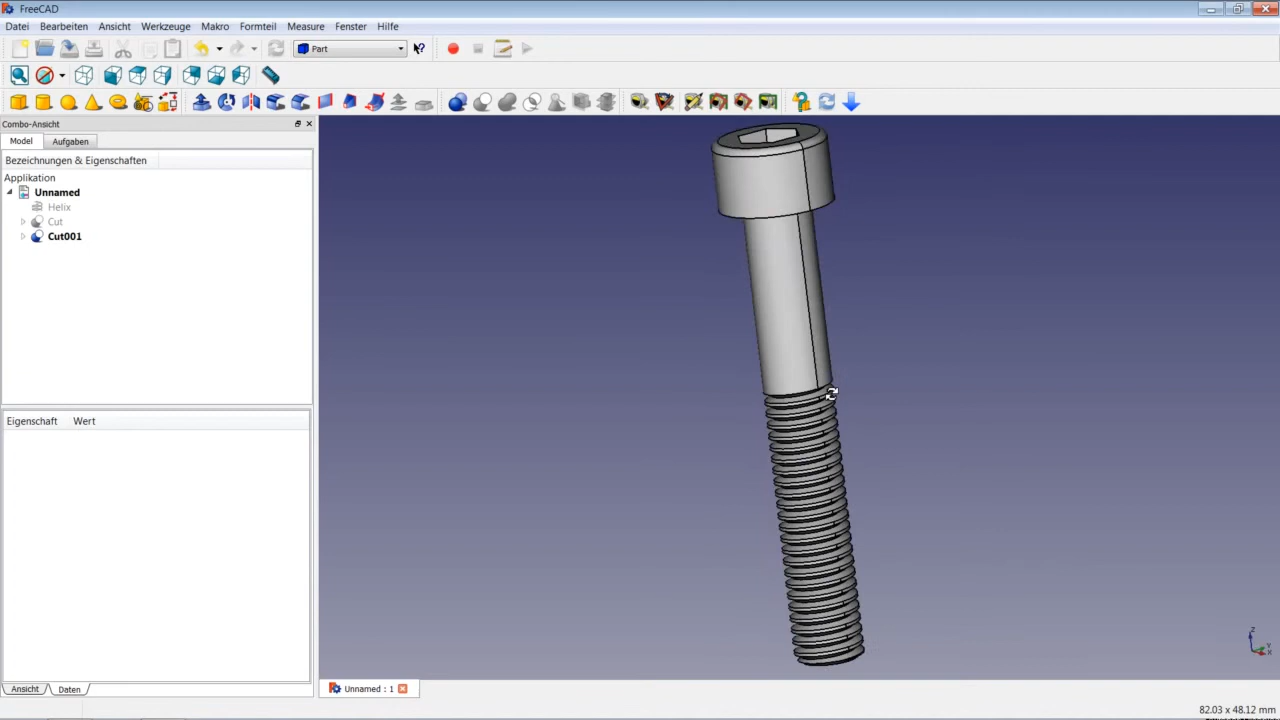 FreeCAD
Datei Bearbeiten Ansicht Werkzeuge Makro Formteil Measure Fenster Hilfe
Part
Combo-Ansicht
Model Aufgaben
Bezeichnungen & Eigenschaften
Applikation
Unnamed
Helix
Cut
Cut001
Eigenschaft Wert
Z
Y
X
Ansicht Daten
Unnamed : 1
82.03 x 48.12 mm